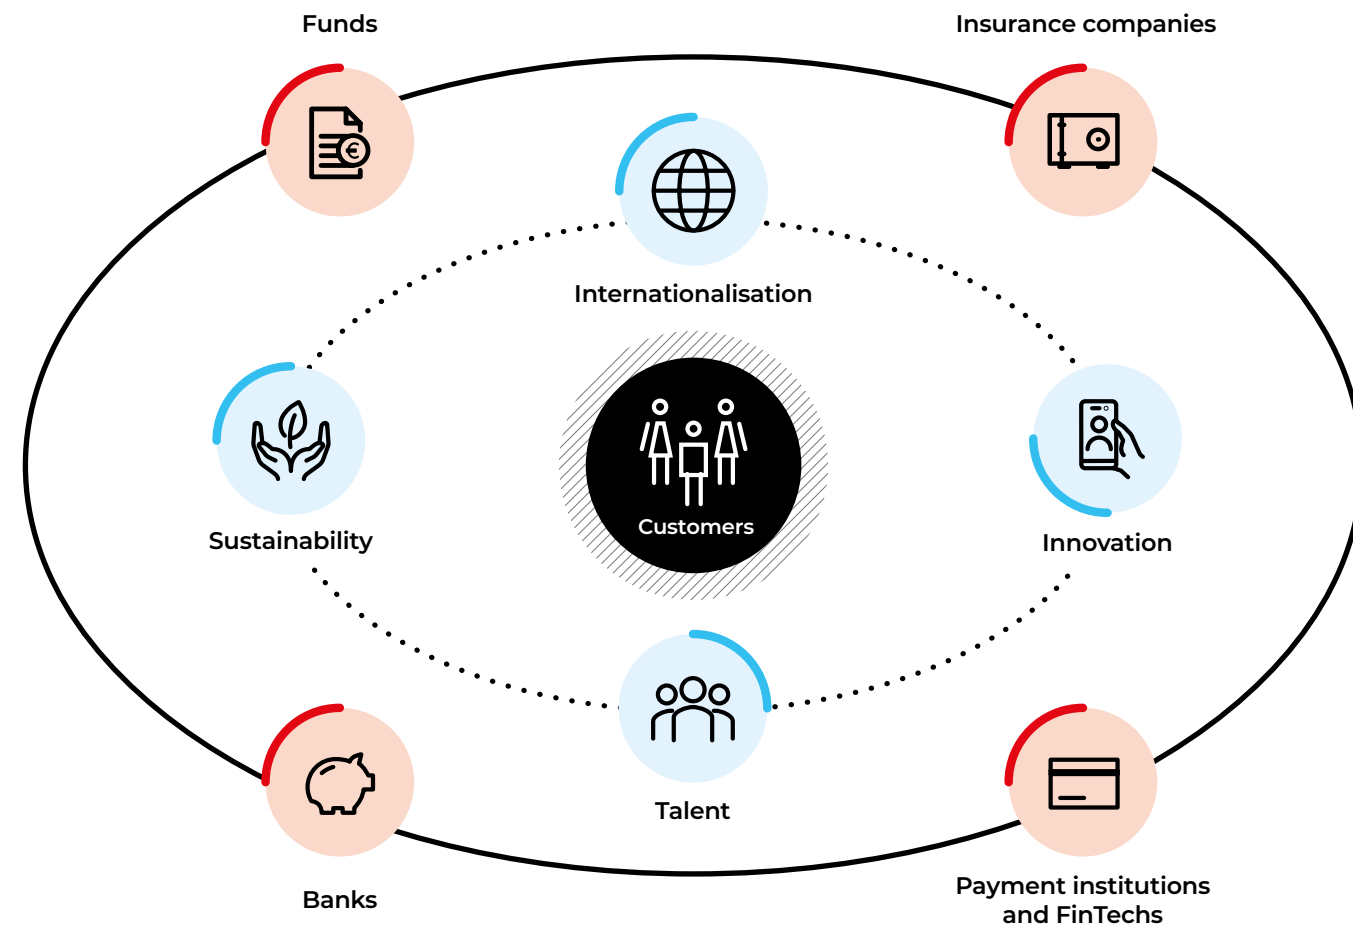 Funds
Insurance companies
Internationalisation
Customers
Sustainability
Innovation
Talent
Banks
Payment institutions
and FinTechs